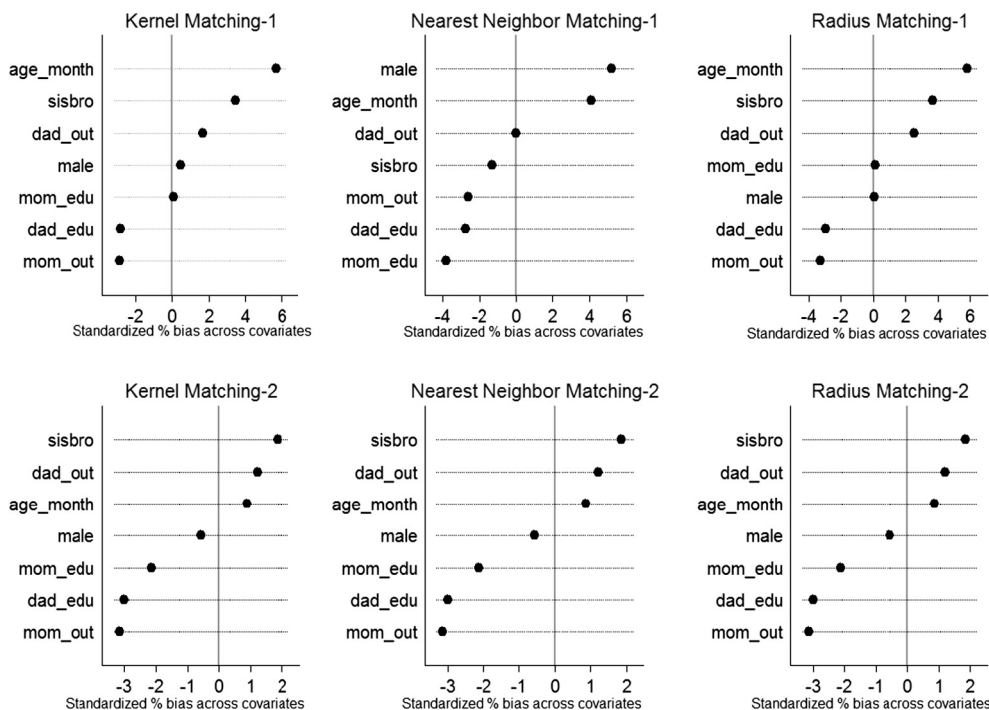 Kernel Matching-1
age_month
sisbro
dad_out
male
mom_edu
dad_edu
mom_out
-2 0 2 4 6
Standardized % bias across covariates
Nearest Neighbor Matching-1
male
age_month
dad_out
sisbro
mom_out
dad_edu
mom_edu
-4 -2 0 2 4 6
Standardized % bias across covariates
Radius Matching-1
age_month
sisbro
dad_out
mom_edu
male
dad_edu
mom_out
-4 -2 0 2 4 6
Standardized % bias across covariates
Kernel Matching-2
sisbro
dad_out
age_month
male
mom_edu
dad_edu
mom_out
-3 -2 -1 0 1 2
Standardized % bias across covariates
Nearest Neighbor Matching-2
sisbro
dad_out
age_month
male
mom_edu
dad_edu
mom_out
-3 -2 -1 0 1 2
Standardized % bias across covariates
Radius Matching-2
sisbro
dad_out
age_month
male
mom_edu
dad_edu
mom_out
-3 -2 -1 0 1 2
Standardized % bias across covariates